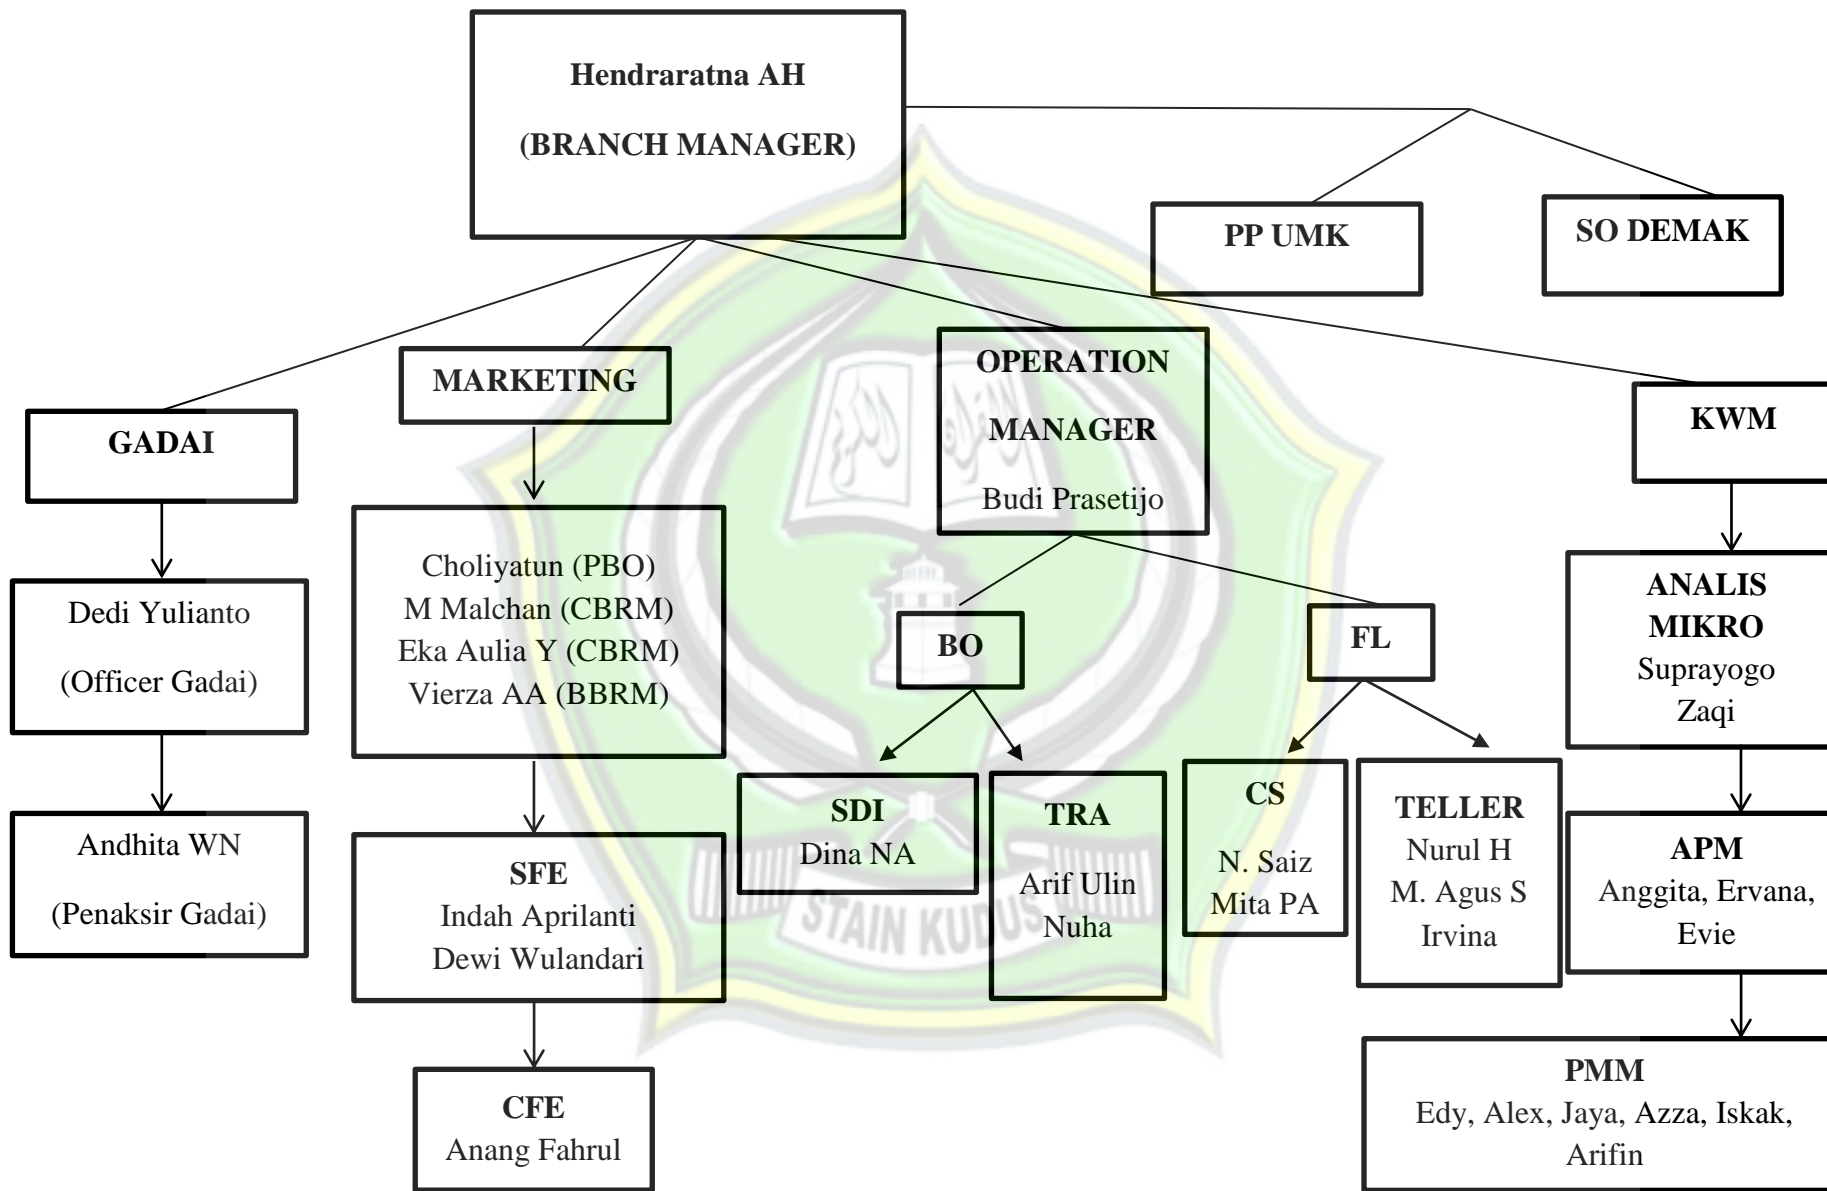 Hendraratna AH
(BRANCH MANAGER)
PP UMK
SO DEMAK
GADAI
MARKETING
OPERATION
MANAGER
Budi Prasetijo
KWM
Dedi Yulianto
(Officer Gadai)
Andhita WN
(Penaksir Gadai)
Choliyatun (PBO)
M Malchan (CBRM)
Eka Aulia Y (CBRM)
Vierza AA (BBRM)
SFE
Indah Aprilanti
Dewi Wulandari
CFE
Anang Fahrul
BO
FL
SDI
Dina NA
TRA
Arif Ulin
Nuha
CS
N. Saiz
Mita PA
TELLER
Nurul H
M. Agus S
Irvina
ANALIS
MIKRO
Suprayogo
Zaqi
APM
Anggita, Ervana,
Evie
PMM
Edy, Alex, Jaya, Azza, Iskak,
Arifin
STAIN KUDUS